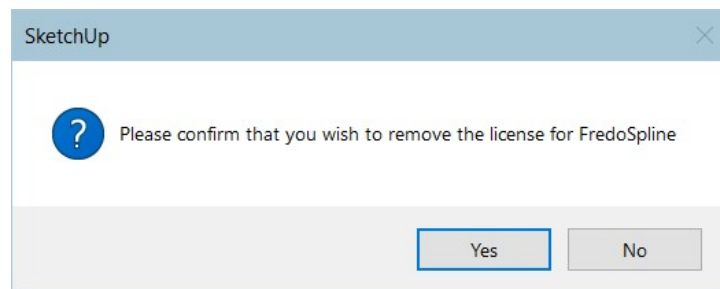 SketchUp
Please confirm that you wish to remove the license for FredoSpline
Yes
No